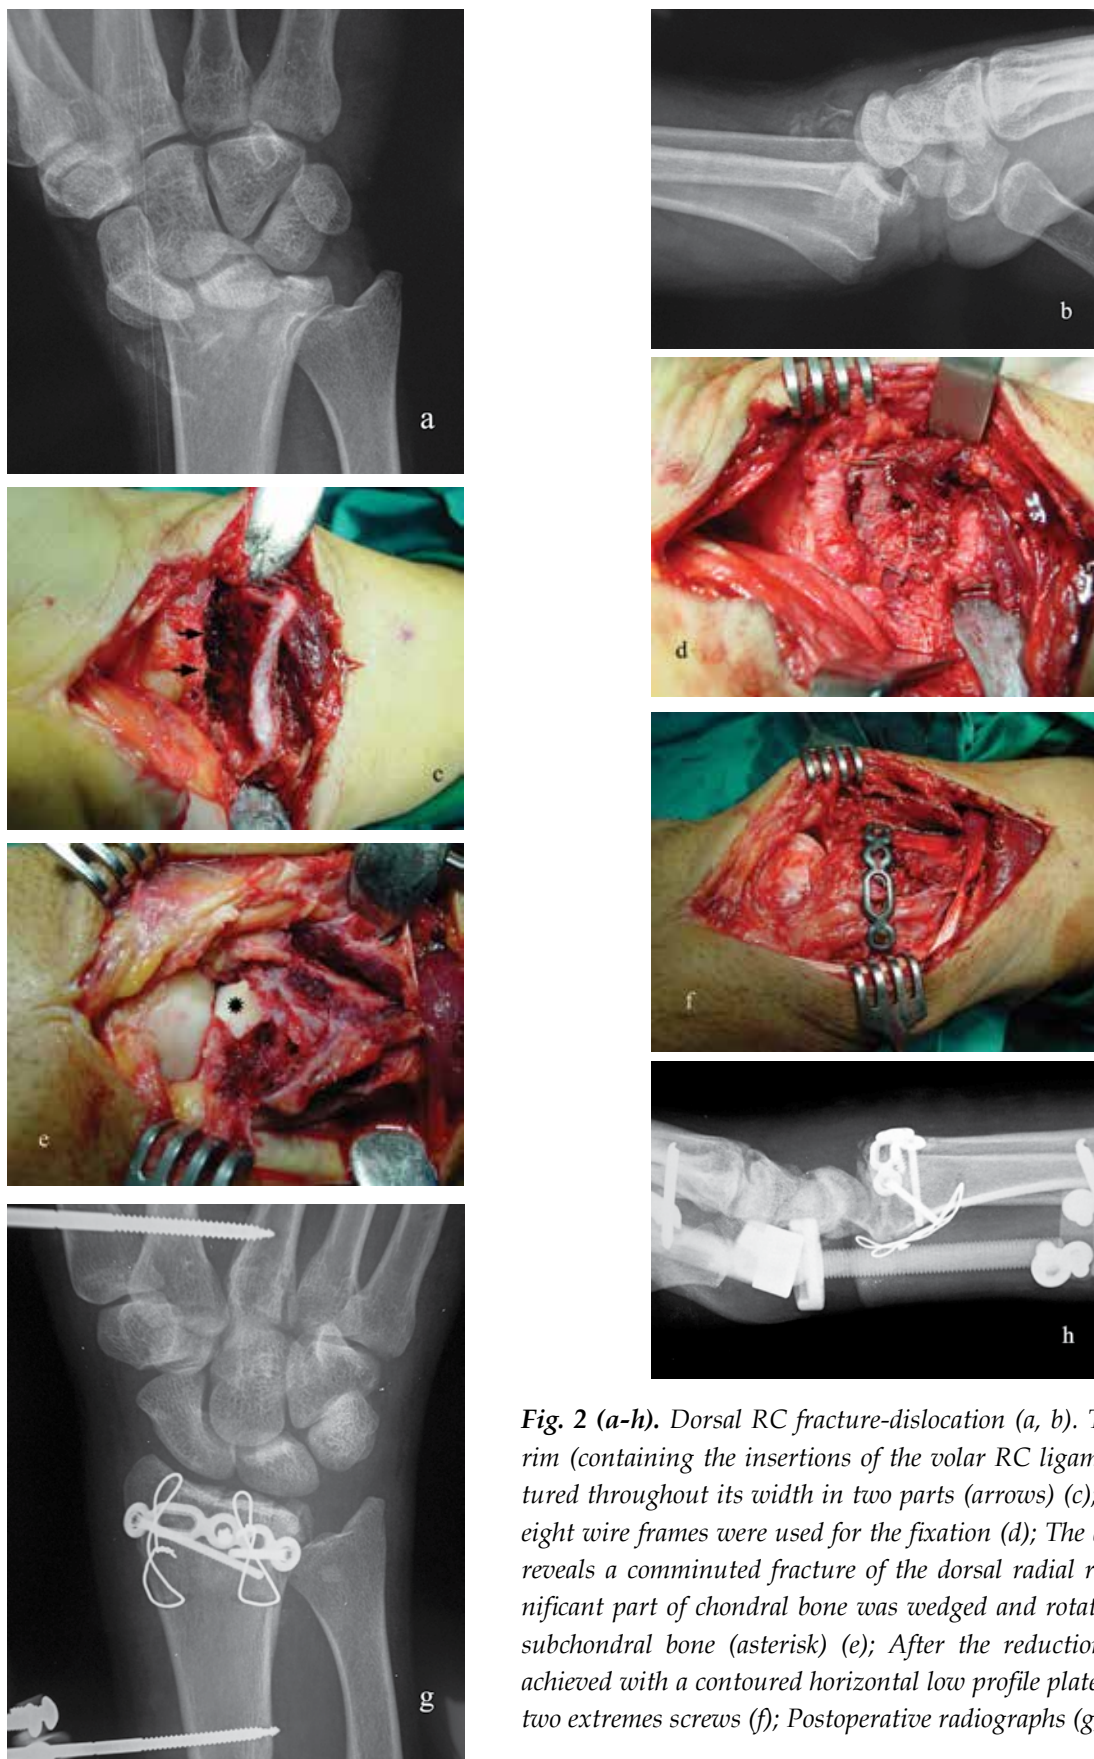 a
b
c
d
e
f
g
h
Fig. 2 (a-h). Dorsal RC fracture-dislocation (a, b). T
rim (containing the insertions of the volar RC ligam
tured throughout its width in two parts (arrows) (c),
eight wire frames were used for the fixation (d); The
reveals a comminuted fracture of the dorsal radial r
nificant part of chondral bone was wedged and rotat
subchondral bone (asterisk) (e); After the reduction
achieved with a contoured horizontal low profile plate
two extremes screws (f); Postoperative radiographs (g